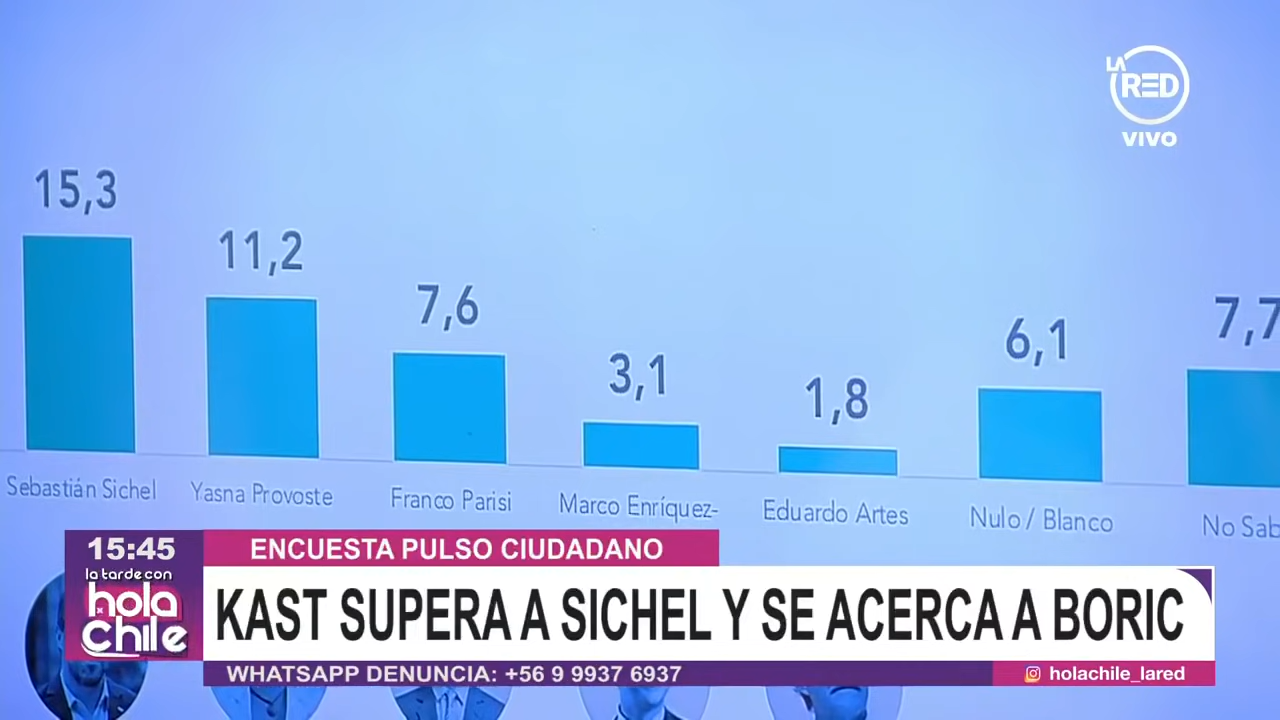 LA
RED
VIVO
15,3
11,2
7,6
3,1
1,8
6,1
7,7
Sebastián Sichel
Yasna Provoste
Franco Parisi
Marco Enríquez-
Eduardo Artes
Nulo / Blanco
No Sab
15:45
la tarde con
hola
chile
ENCUESTA PULSO CIUDADANO
KAST SUPERA A SICHEL Y SE ACERCA A BORIC
WHATSAPP DENUNCIA: +56 9 9937 6937
holachile_lared